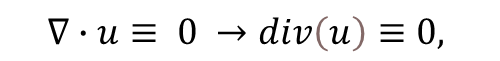 ∇ · u ≡ 0 → div(u) ≡ 0,